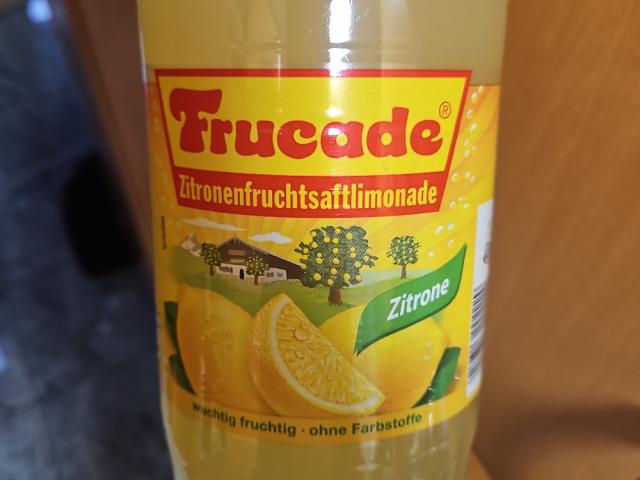 Frucade®
Zitronenfruchtsaftlimonade
Zitrone
wuchtig fruchtig · ohne Farbstoffe